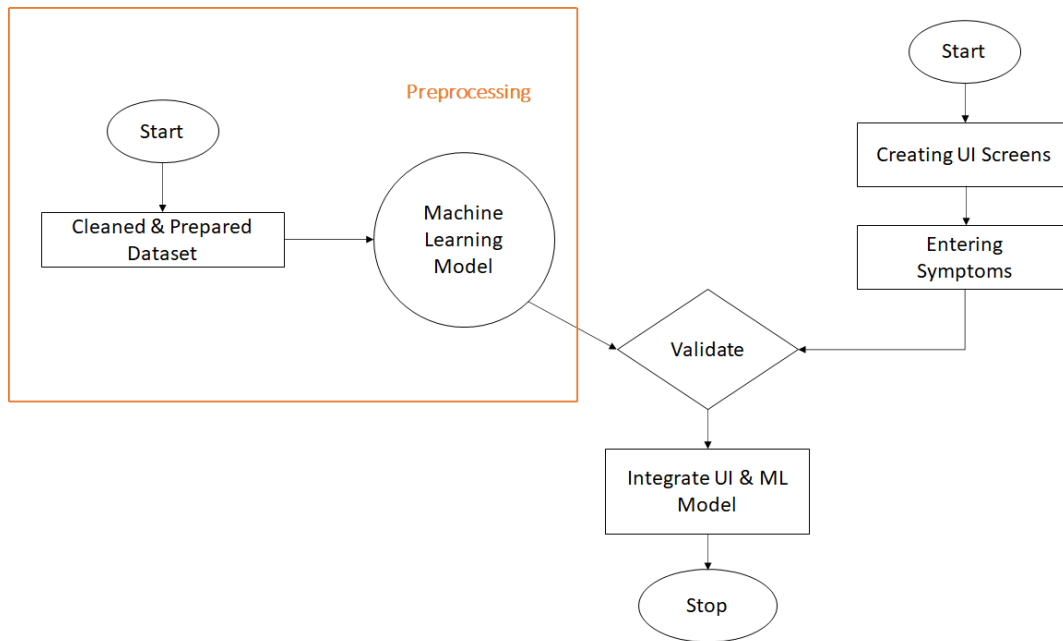 Preprocessing
Start
Cleaned & Prepared
Dataset
Machine
Learning
Model
Start
Creating UI Screens
Entering
Symptoms
Validate
Integrate UI & ML
Model
Stop